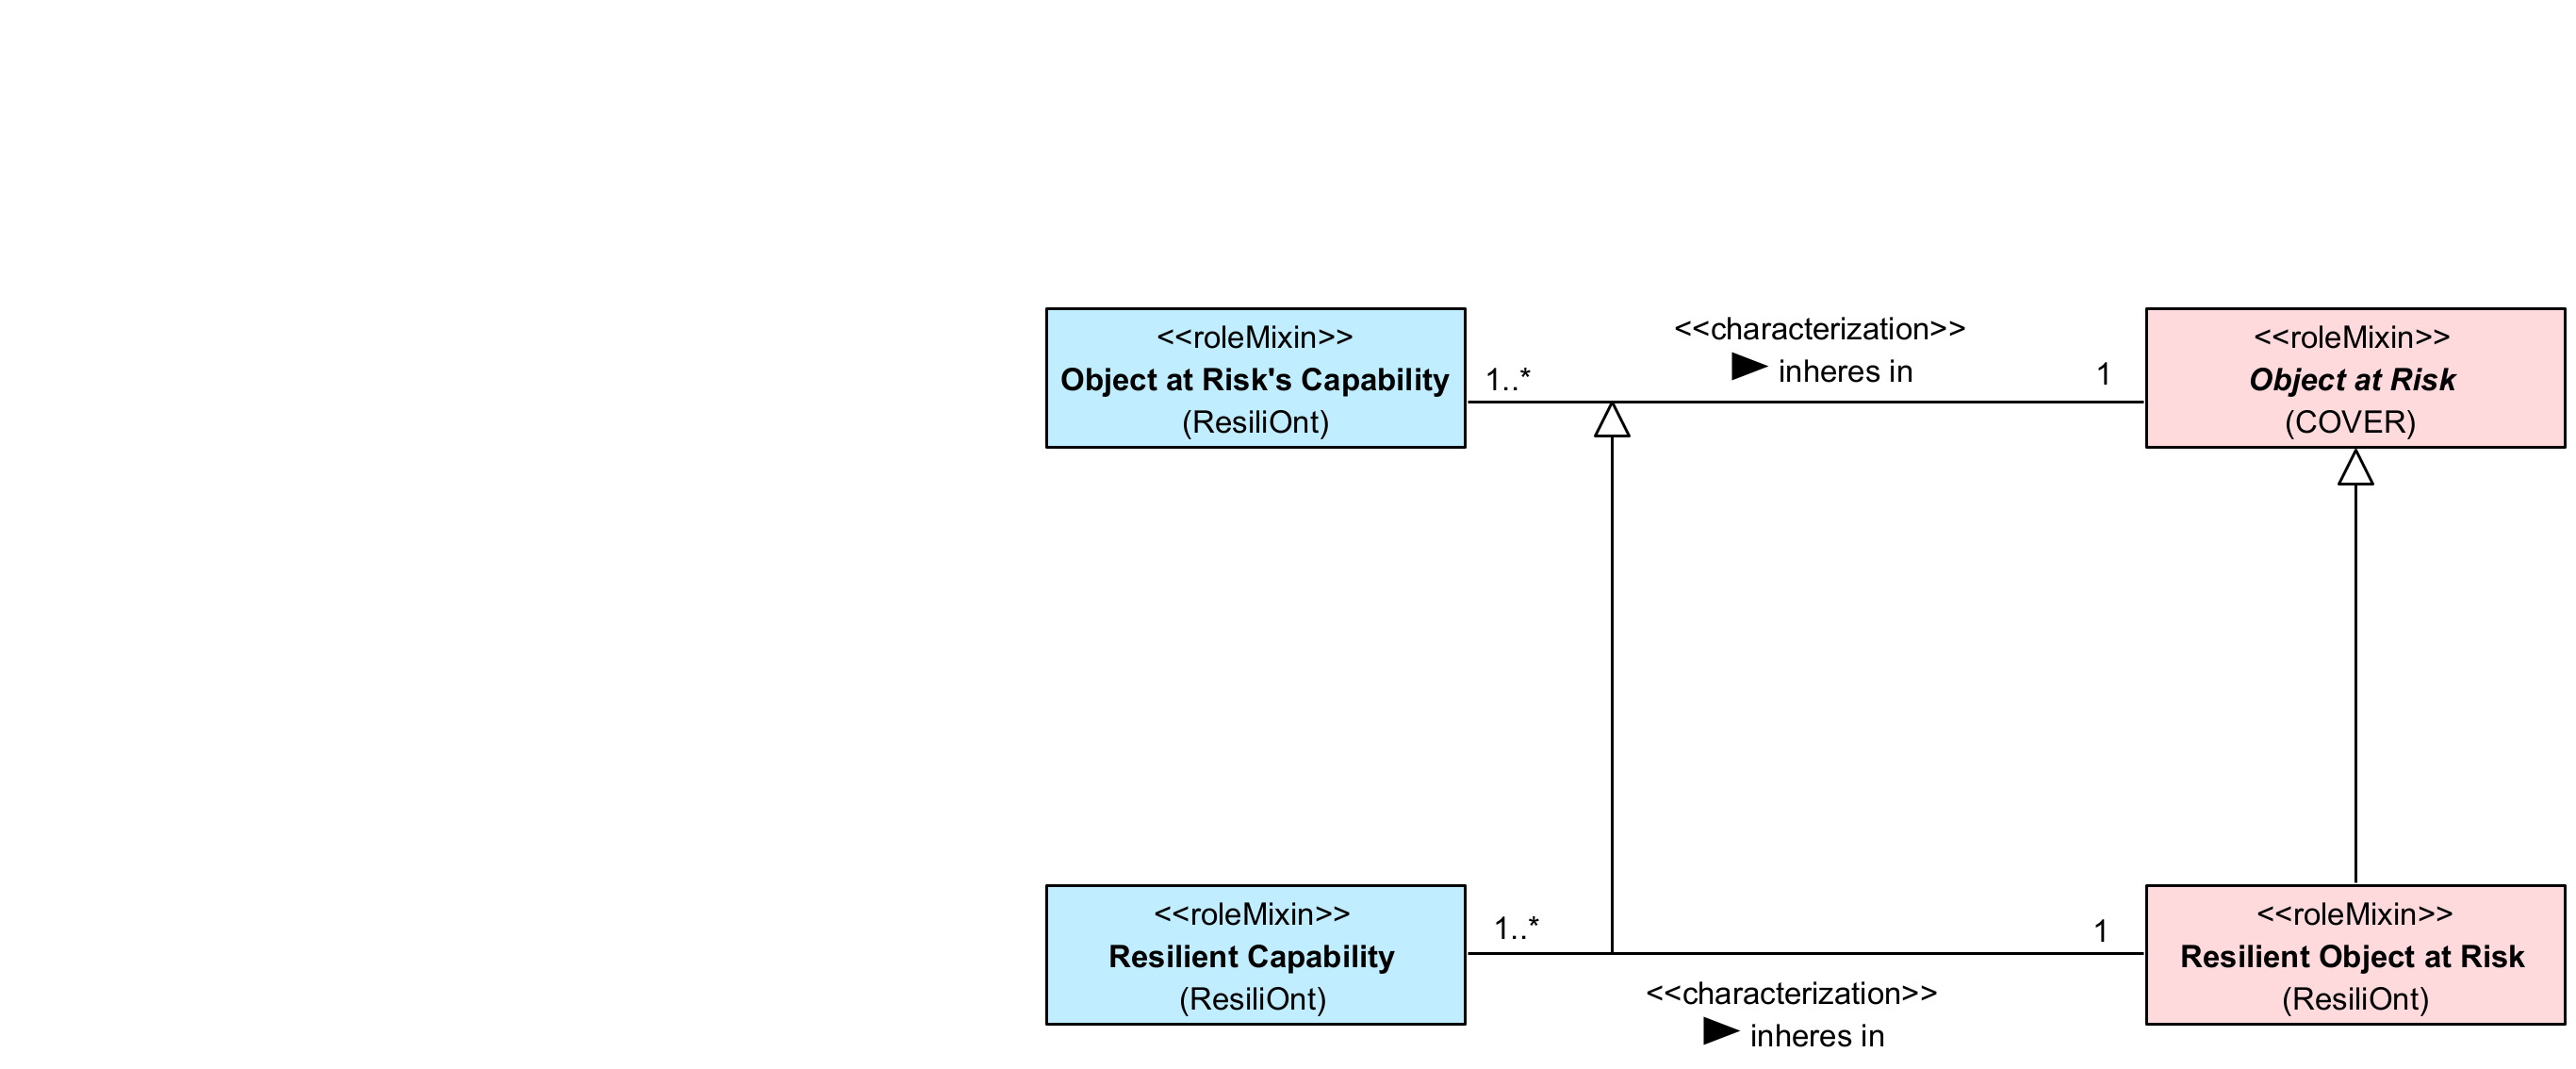 <<roleMixin>>
Object at Risk's Capability
(ResiliOnt)
1..*
<<characterization>>
► inheres in
1
<<roleMixin>>
Object at Risk
(COVER)
<<roleMixin>>
Resilient Capability
(ResiliOnt)
1..*
<<characterization>>
► inheres in
1
<<roleMixin>>
Resilient Object at Risk
(ResiliOnt)